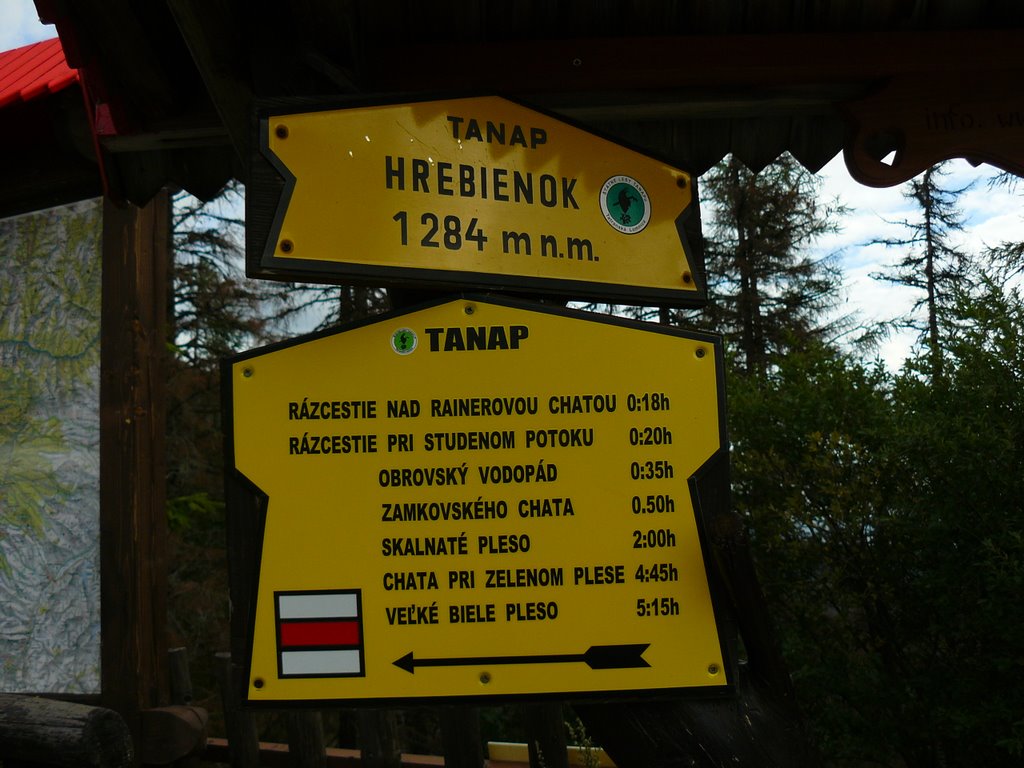 TANAP
HREBIENOK
1284 m n.m.
TANAP
RÁZCESTIE NAD RAINEROVOU CHATOU 0:18h
RÁZCESTIE PRI STUDENOM POTOKU 0:20h
OBROVSKÝ VODOPÁD 0:35h
ZAMKOVSKÉHO CHATA 0.50h
SKALNATÉ PLESO 2:00h
CHATA PRI ZELENOM PLESE 4:45h
VEĽKÉ BIELE PLESO 5:15h
info.